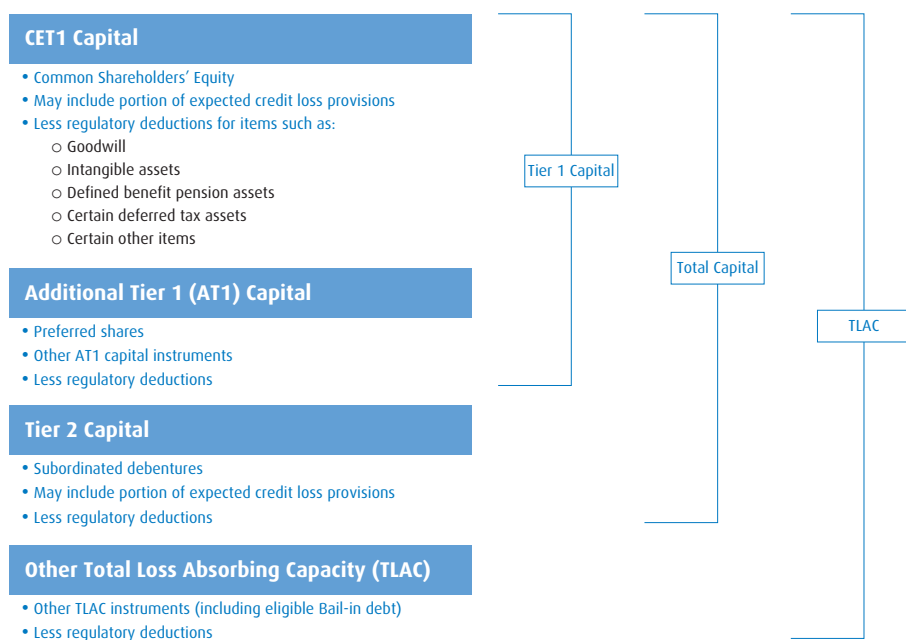 CET1 Capital
• Common Shareholders’ Equity
• May include portion of expected credit loss provisions
• Less regulatory deductions for items such as:
○ Goodwill
○ Intangible assets
○ Defined benefit pension assets
○ Certain deferred tax assets
○ Certain other items
Additional Tier 1 (AT1) Capital
• Preferred shares
• Other AT1 capital instruments
• Less regulatory deductions
Tier 2 Capital
• Subordinated debentures
• May include portion of expected credit loss provisions
• Less regulatory deductions
Other Total Loss Absorbing Capacity (TLAC)
• Other TLAC instruments (including eligible Bail-in debt)
• Less regulatory deductions
Tier 1 Capital
Total Capital
TLAC